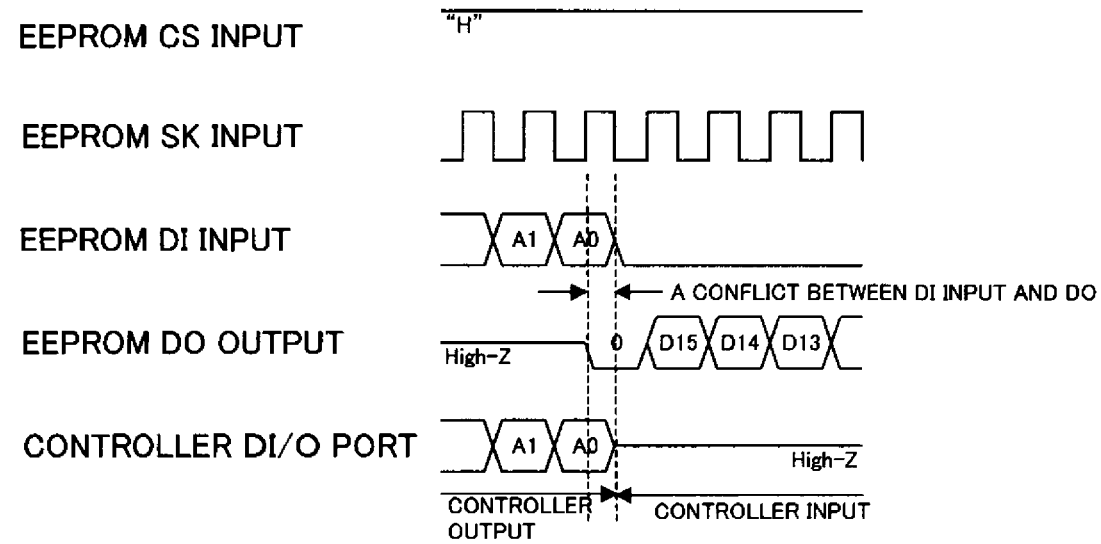 EEPROM CS INPUT
"H"
EEPROM SK INPUT
EEPROM DI INPUT
A1
A0
A CONFLICT BETWEEN DI INPUT AND DO
EEPROM DO OUTPUT
High-Z
0
D15
D14
D13
CONTROLLER DI/O PORT
A1
A0
High-Z
CONTROLLER
OUTPUT
CONTROLLER INPUT